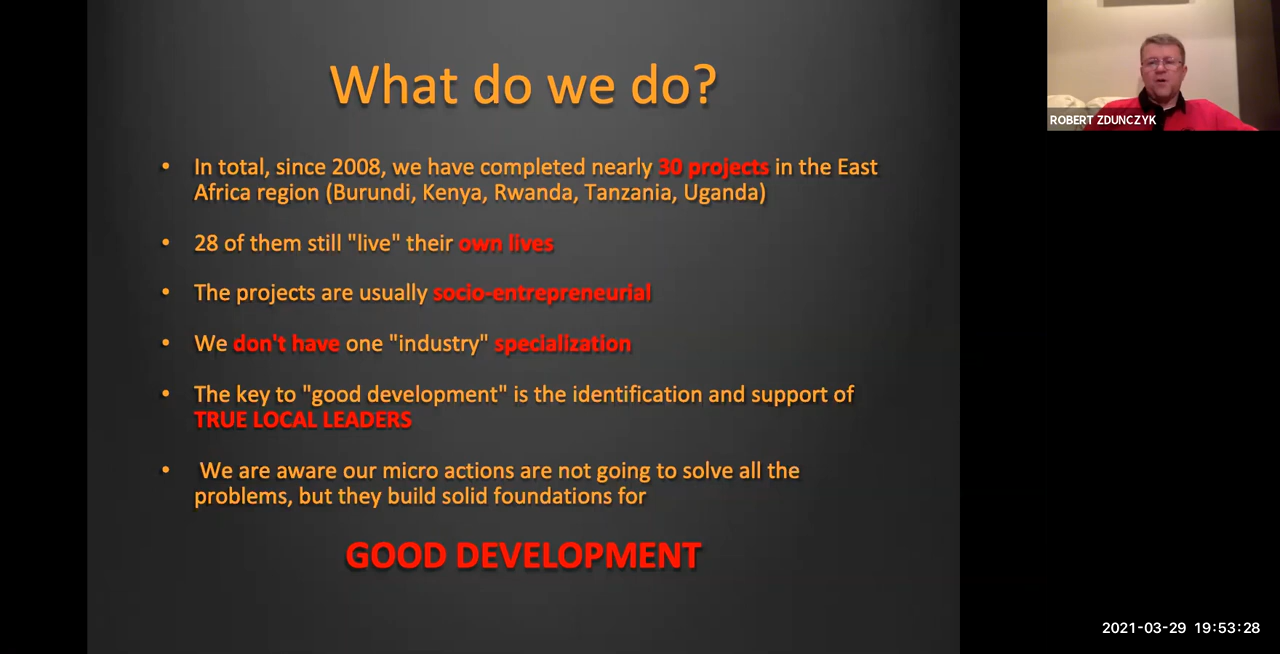 What do we do?
• In total, since 2008, we have completed nearly 30 projects in the East
Africa region (Burundi, Kenya, Rwanda, Tanzania, Uganda)
• 28 of them still "live" their own lives
• The projects are usually socio-entrepreneurial
• We don't have one "industry" specialization
• The key to "good development" is the identification and support of
TRUE LOCAL LEADERS
• We are aware our micro actions are not going to solve all the
problems, but they build solid foundations for
GOOD DEVELOPMENT
ROBERT ZDUNCZYK
2021-03-29 19:53:28